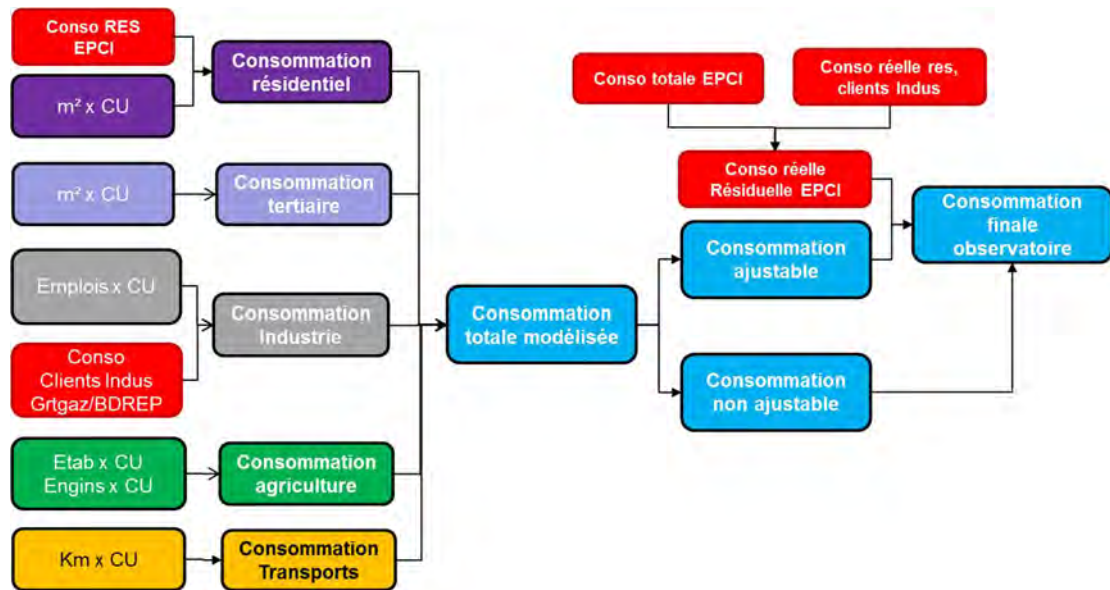 Conso RES
EPCI
m² x CU
Consommation
résidentiel
m² x CU
Consommation
tertiaire
Emplois x CU
Conso
Clients Indus
Grtgaz/BDREP
Consommation
Industrie
Etab x CU
Engins x CU
Consommation
agriculture
Km x CU
Consommation
Transports
Consommation
totale modélisée
Conso totale EPCI
Conso réelle res,
clients Indus
Conso réelle
Résiduelle EPCI
Consommation
ajustable
Consommation
non ajustable
Consommation
finale
observatoire